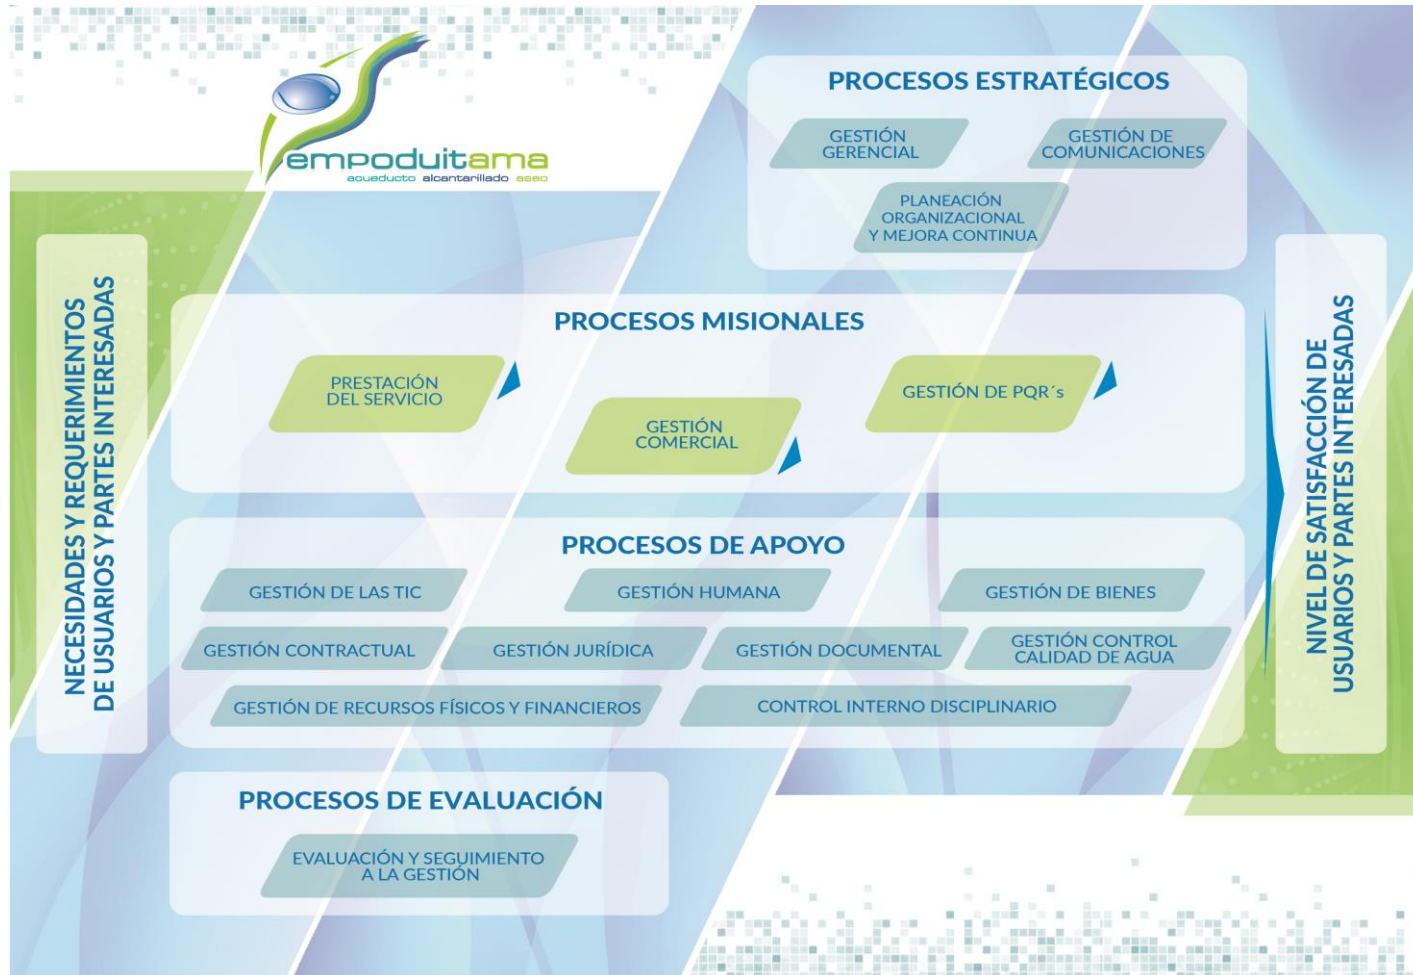 empoduitama
acueducto alcantarillado aseo
PROCESOS ESTRATÉGICOS
GESTIÓN
GERENCIAL
GESTIÓN DE
COMUNICACIONES
PLANEACIÓN
ORGANIZACIONAL
Y MEJORA CONTINUA
NECESIDADES Y REQUERIMIENTOS
DE USUARIOS Y PARTES INTERESADAS
PROCESOS MISIONALES
PRESTACIÓN
DEL SERVICIO
GESTIÓN
COMERCIAL
GESTIÓN DE PQR´s
PROCESOS DE APOYO
GESTIÓN DE LAS TIC
GESTIÓN HUMANA
GESTIÓN DE BIENES
GESTIÓN CONTRACTUAL
GESTIÓN JURÍDICA
GESTIÓN DOCUMENTAL
GESTIÓN CONTROL
CALIDAD DE AGUA
GESTIÓN DE RECURSOS FÍSICOS Y FINANCIEROS
CONTROL INTERNO DISCIPLINARIO
PROCESOS DE EVALUACIÓN
EVALUACIÓN Y SEGUIMIENTO
A LA GESTIÓN
NIVEL DE SATISFACCIÓN DE
USUARIOS Y PARTES INTERESADAS